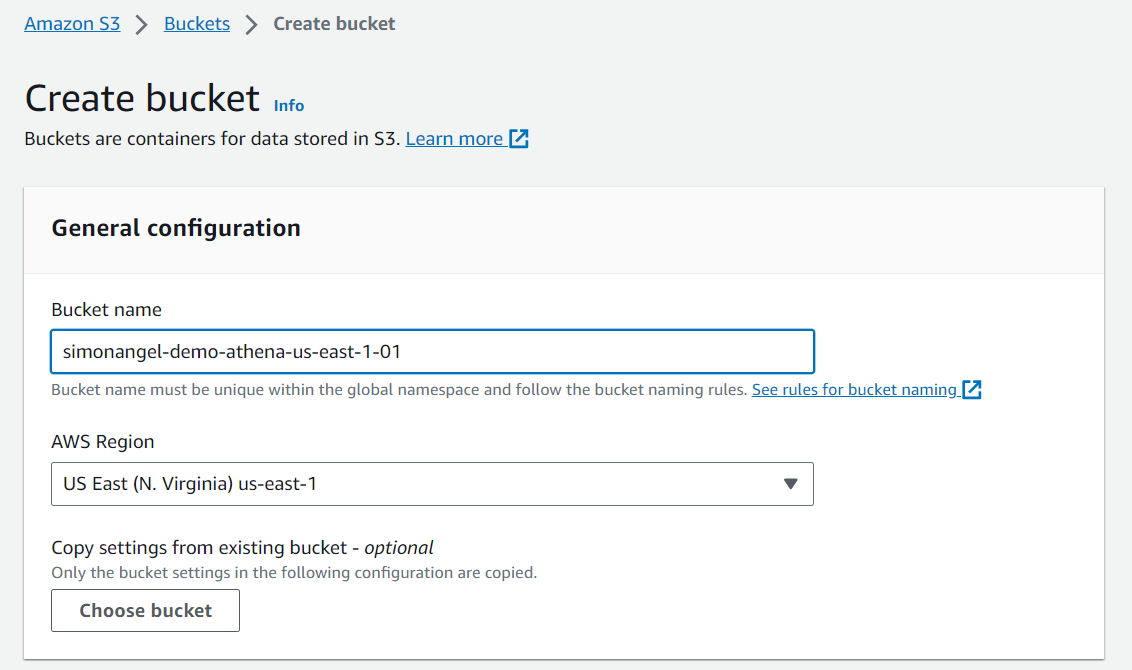 Amazon S3 > Buckets > Create bucket
Create bucket Info
Buckets are containers for data stored in S3. Learn more
General configuration
Bucket name
simonangel-demo-athena-us-east-1-01
Bucket name must be unique within the global namespace and follow the bucket naming rules. See rules for bucket naming
AWS Region
US East (N. Virginia) us-east-1
Copy settings from existing bucket - optional
Only the bucket settings in the following configuration are copied.
Choose bucket